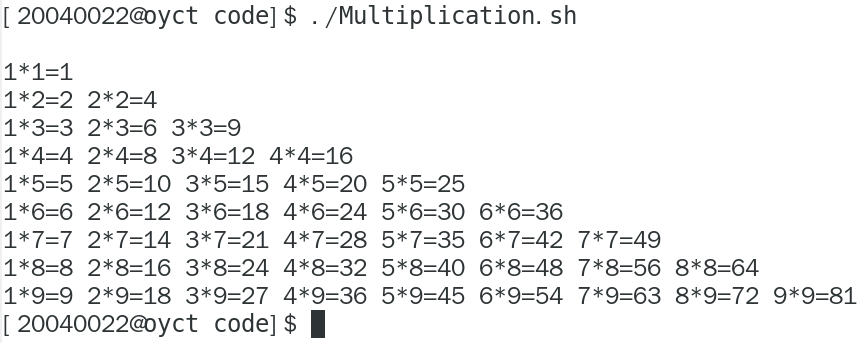 [20040022@oyct code]$ ./Multiplication.sh
1*1=1
1*2=2 2*2=4
1*3=3 2*3=6 3*3=9
1*4=4 2*4=8 3*4=12 4*4=16
1*5=5 2*5=10 3*5=15 4*5=20 5*5=25
1*6=6 2*6=12 3*6=18 4*6=24 5*6=30 6*6=36
1*7=7 2*7=14 3*7=21 4*7=28 5*7=35 6*7=42 7*7=49
1*8=8 2*8=16 3*8=24 4*8=32 5*8=40 6*8=48 7*8=56 8*8=64
1*9=9 2*9=18 3*9=27 4*9=36 5*9=45 6*9=54 7*9=63 8*9=72 9*9=81
[20040022@oyct code]$